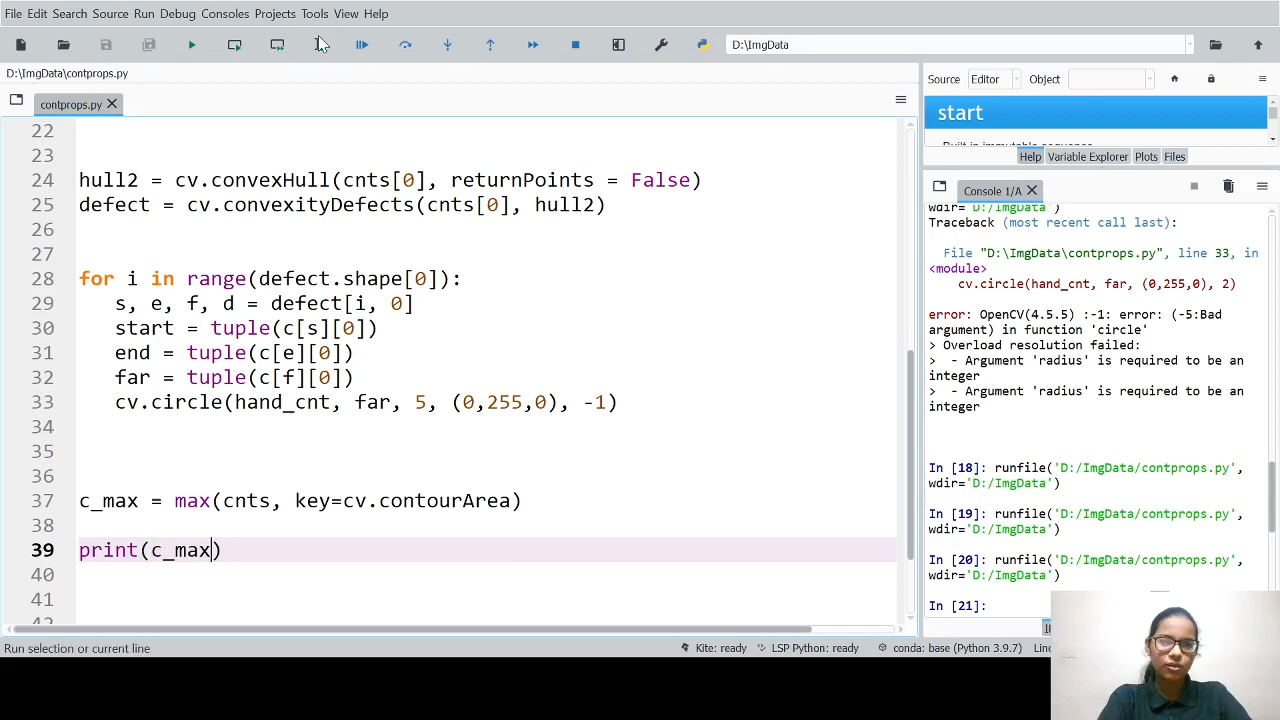 File Edit Search Source Run Debug Consoles Projects Tools View Help
D:\ImgData
D:\ImgData\contprops.py
contprops.py
22
23
24 hull2 = cv.convexHull(cnts[0], returnPoints = False)
25 defect = cv.convexityDefects(cnts[0], hull2)
26
27
28 for i in range(defect.shape[0]):
29 s, e, f, d = defect[i, 0]
30 start = tuple(c[s][0])
31 end = tuple(c[e][0])
32 far = tuple(c[f][0])
33 cv.circle(hand_cnt, far, 5, (0,255,0), -1)
34
35
36
37 c_max = max(cnts, key=cv.contourArea)
38
39 print(c_max)
40
41
42
Source Editor Object
start
Built-in immutable sequence
Help Variable Explorer Plots Files
Console 1/A
wdir='D:/ImgData')
Traceback (most recent call last):
File "D:\ImgData\contprops.py", line 33, in
<module>
cv.circle(hand_cnt, far, (0,255,0), 2)
error: OpenCV(4.5.5) :-1: error: (-5:Bad
argument) in function 'circle'
> Overload resolution failed:
> - Argument 'radius' is required to be an
integer
> - Argument 'radius' is required to be an
integer
In [18]: runfile('D:/ImgData/contprops.py',
wdir='D:/ImgData')
In [19]: runfile('D:/ImgData/contprops.py',
wdir='D:/ImgData')
In [20]: runfile('D:/ImgData/contprops.py',
wdir='D:/ImgData')
In [21]:
Run selection or current line
Kite: ready
LSP Python: ready
conda: base (Python 3.9.7)